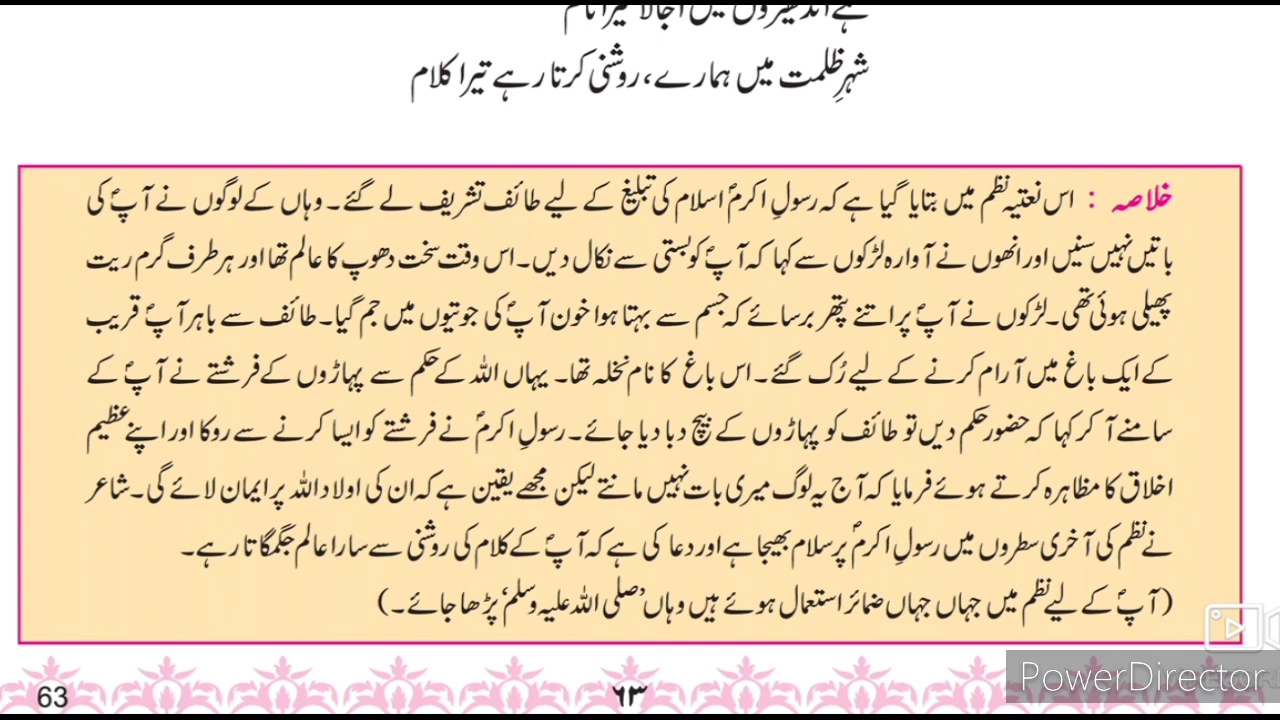 ہے اندھیروں میں اجالا تیرا نام
شہرِ ظلمت میں ہمارے، روشنی کرتا رہے تیرا کلام
خلاصہ : اس نعتیہ نظم میں بتایا گیا ہے کہ رسولِ اکرمؐ اسلام کی تبلیغ کے لیے طائف تشریف لے گئے۔ وہاں کے لوگوں نے آپؐ کی
باتیں نہیں سنیں اور انھوں نے آوارہ لڑکوں سے کہا کہ آپؐ کو بستی سے نکال دیں۔ اس وقت سخت دھوپ کا عالم تھا اور ہر طرف گرم ریت
پھیلی ہوئی تھی۔ لڑکوں نے آپؐ پر اتنے پتھر برسائے کہ جسم سے بہتا ہوا خون آپؐ کی جوتیوں میں جم گیا۔ طائف سے باہر آپؐ قریب
کے ایک باغ میں آرام کرنے کے لیے رُک گئے۔ اس باغ کا نام نخلہ تھا۔ یہاں اللہ کے حکم سے پہاڑوں کے فرشتے نے آپؐ کے
سامنے آ کر کہا کہ حضور حکم دیں تو طائف کو پہاڑوں کے بیچ دبا دیا جائے۔ رسولِ اکرمؐ نے فرشتے کو ایسا کرنے سے روکا اور اپنے عظیم
اخلاق کا مظاہرہ کرتے ہوئے فرمایا کہ آج یہ لوگ میری بات نہیں مانتے لیکن مجھے یقین ہے کہ ان کی اولاد اللہ پر ایمان لائے گی۔ شاعر
نے نظم کی آخری سطروں میں رسولِ اکرمؐ پر سلام بھیجا ہے اور دعا کی ہے کہ آپؐ کے کلام کی روشنی سے سارا عالم جگمگاتا رہے۔
(آپؐ کے لیے نظم میں جہاں جہاں ضمائر استعمال ہوئے ہیں وہاں ’صلی اللہ علیہ وسلم‘ پڑھا جائے۔)
63
۶۳
PowerDirector